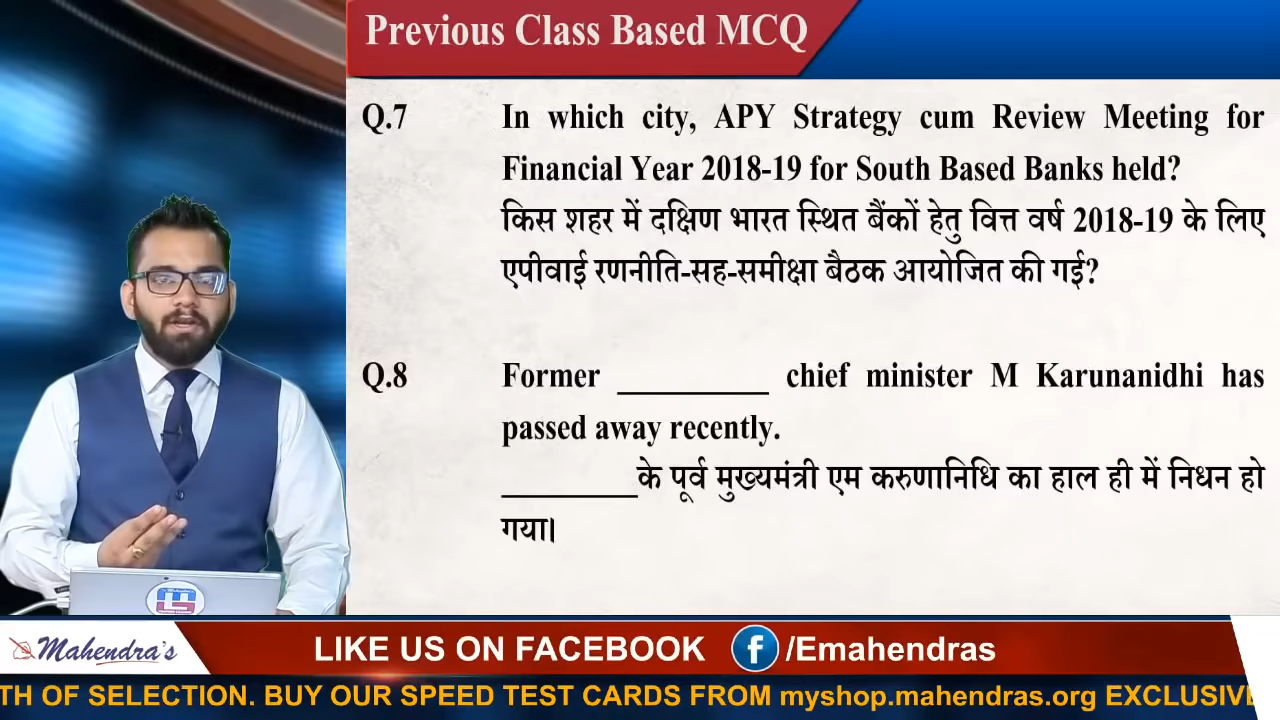 Previous Class Based MCQ
Q.7 In which city, APY Strategy cum Review Meeting for
Financial Year 2018-19 for South Based Banks held?
किस शहर में दक्षिण भारत स्थित बैंकों हेतु वित्त वर्ष 2018-19 के लिए
एपीवाई रणनीति-सह-समीक्षा बैठक आयोजित की गई?
Q.8 Former __________ chief minister M Karunanidhi has
passed away recently.
_________के पूर्व मुख्यमंत्री एम करुणानिधि का हाल ही में निधन हो
गया।
Mahendra's
LIKE US ON FACEBOOK f /Emahendras
TH OF SELECTION. BUY OUR SPEED TEST CARDS FROM myshop.mahendras.org EXCLUSIVE